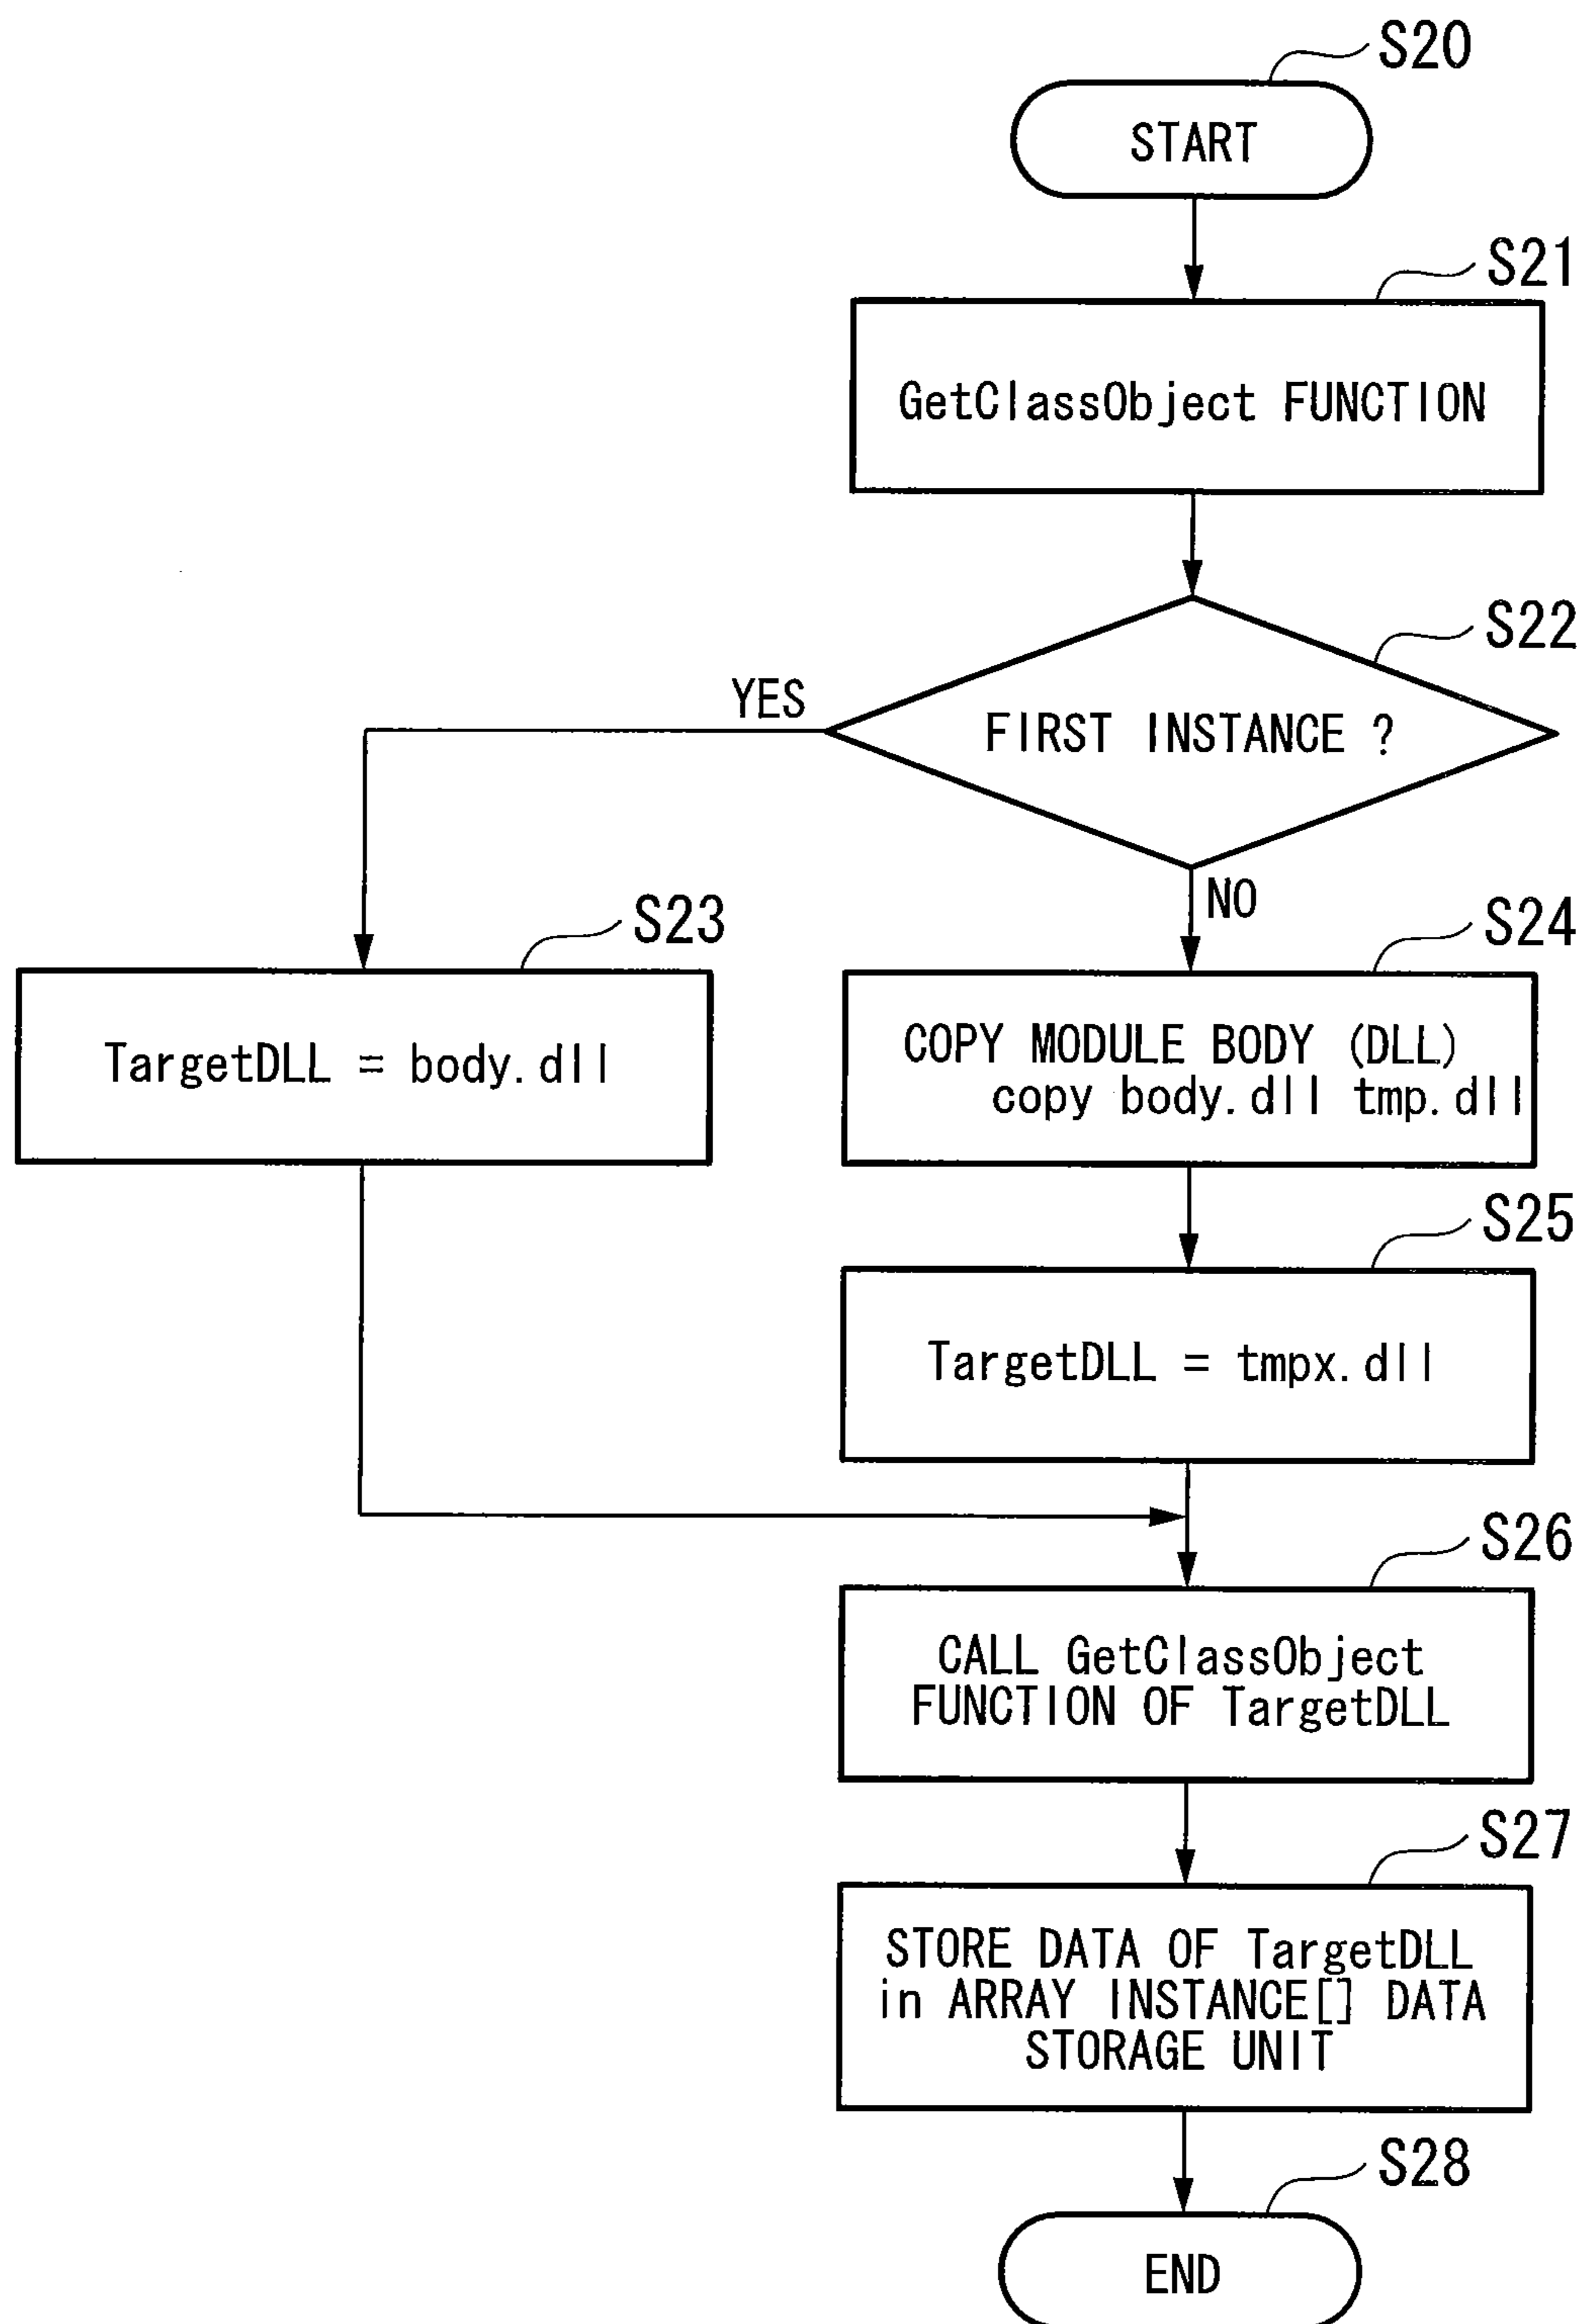 S20
START
S21
GetClassObject FUNCTION
S22
YES
FIRST INSTANCE ?
NO
S23
S24
TargetDLL = body.dll
COPY MODULE BODY (DLL)
copy body.dll tmp.dll
S25
TargetDLL = tmpx.dll
S26
CALL GetClassObject
FUNCTION OF TargetDLL
S27
STORE DATA OF TargetDLL
in ARRAY INSTANCE[] DATA
STORAGE UNIT
S28
END